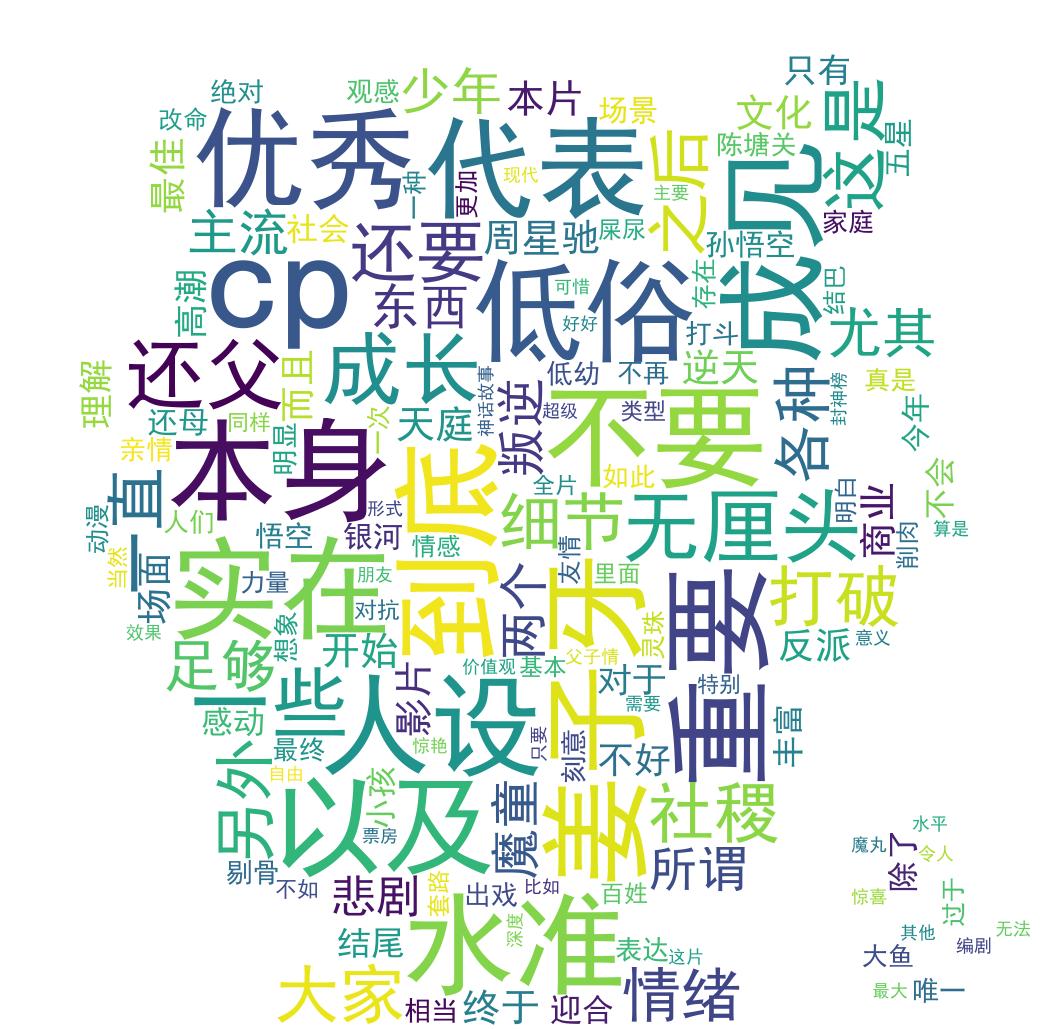 只有
绝对
观感
少年
本片
场景
文化
这是
五星
改命
优秀
代表
之后
陈塘关
成见
最佳
一种
更加
现代
主要
家庭
主流
社会
还要
周星驰
屎尿
孙悟空
cp
东西
低俗
可惜
存在
结巴
高潮
好好
打斗
尤其
还父
成长
而且
神话故事
叛逆
低幼
不再
逆天
各种
封神榜
真是
理解
还母
同样
一次
天庭
超级
类型
不要
今年
亲情
本身
明显
到底
如此
不会
一直
全片
细节
无厘头
明白
商业
动漫
人们
形式
悟空
银河
情感
友情
削肉
算是
当然
场面
实在
力量
朋友
对抗
两个
里面
牙子
重要
打破
效果
想象
开始
灵珠
反派
意义
足够
价值观
基本
父子情
对于
特别
一些
人设
影片
需要
感动
丰富
最终
惊艳
只要
刻意
不好
另外
自由
小孩
以及
票房
魔童
姜
社稷
水平
魔丸
除了
令人
剔骨
不如
悲剧
套路
出戏
比如
百姓
所谓
惊喜
过于
水准
深度
结尾
表达
这片
其他
无法
大鱼
编剧
大家
相当
终于
迎合
情绪
最大
唯一